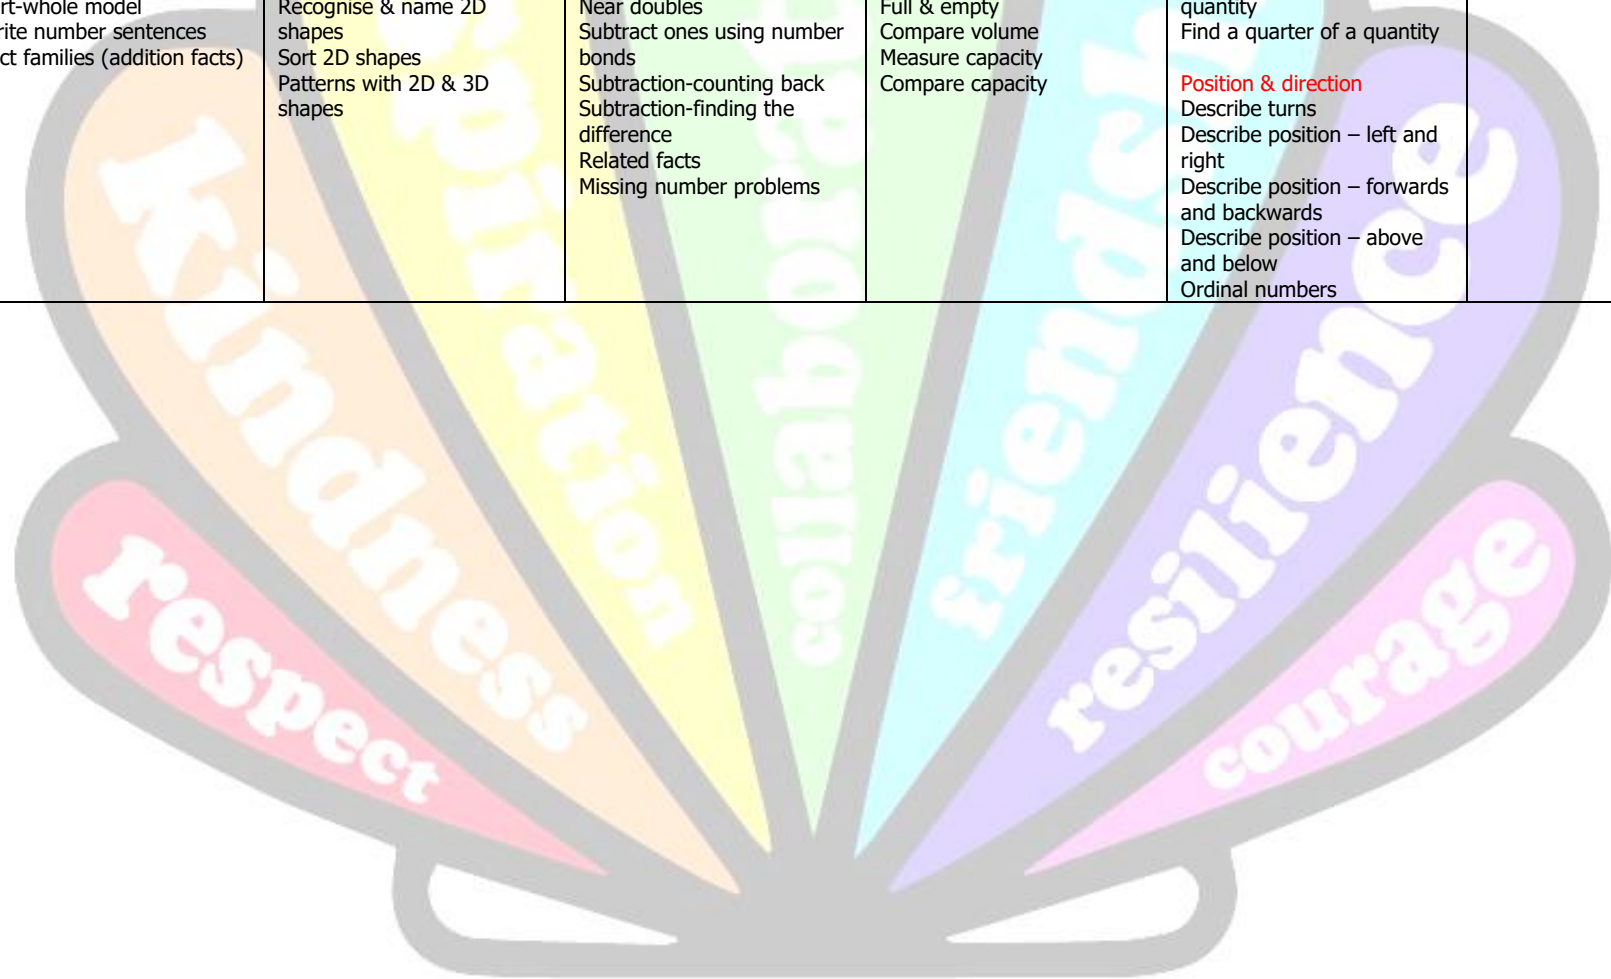 rt-whole model
rite number sentences
ct families (addition facts)
Recognise & name 2D
shapes
Sort 2D shapes
Patterns with 2D & 3D
shapes
Near doubles
Subtract ones using number
bonds
Subtraction-counting back
Subtraction-finding the
difference
Related facts
Missing number problems
Full & empty
Compare volume
Measure capacity
Compare capacity
quantity
Find a quarter of a quantity
Position & direction
Describe turns
Describe position – left and
right
Describe position – forwards
and backwards
Describe position – above
and below
Ordinal numbers
respect
kindness
piration
collaborat
friendsh
resilience
courage